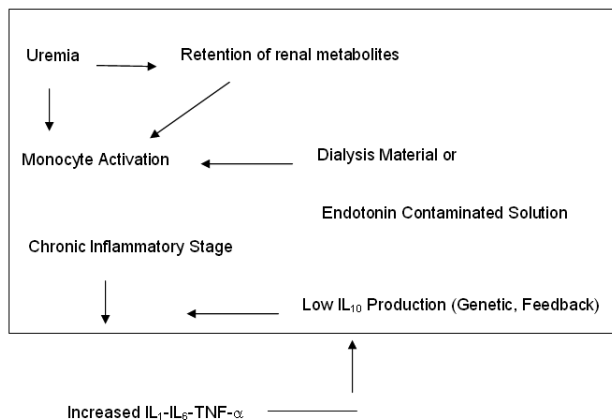 Uremia
Retention of renal metabolites
Monocyte Activation
Dialysis Material or
Endotonin Contaminated Solution
Chronic Inflammatory Stage
Low IL10 Production (Genetic, Feedback)
Increased IL1-IL6-TNF-α